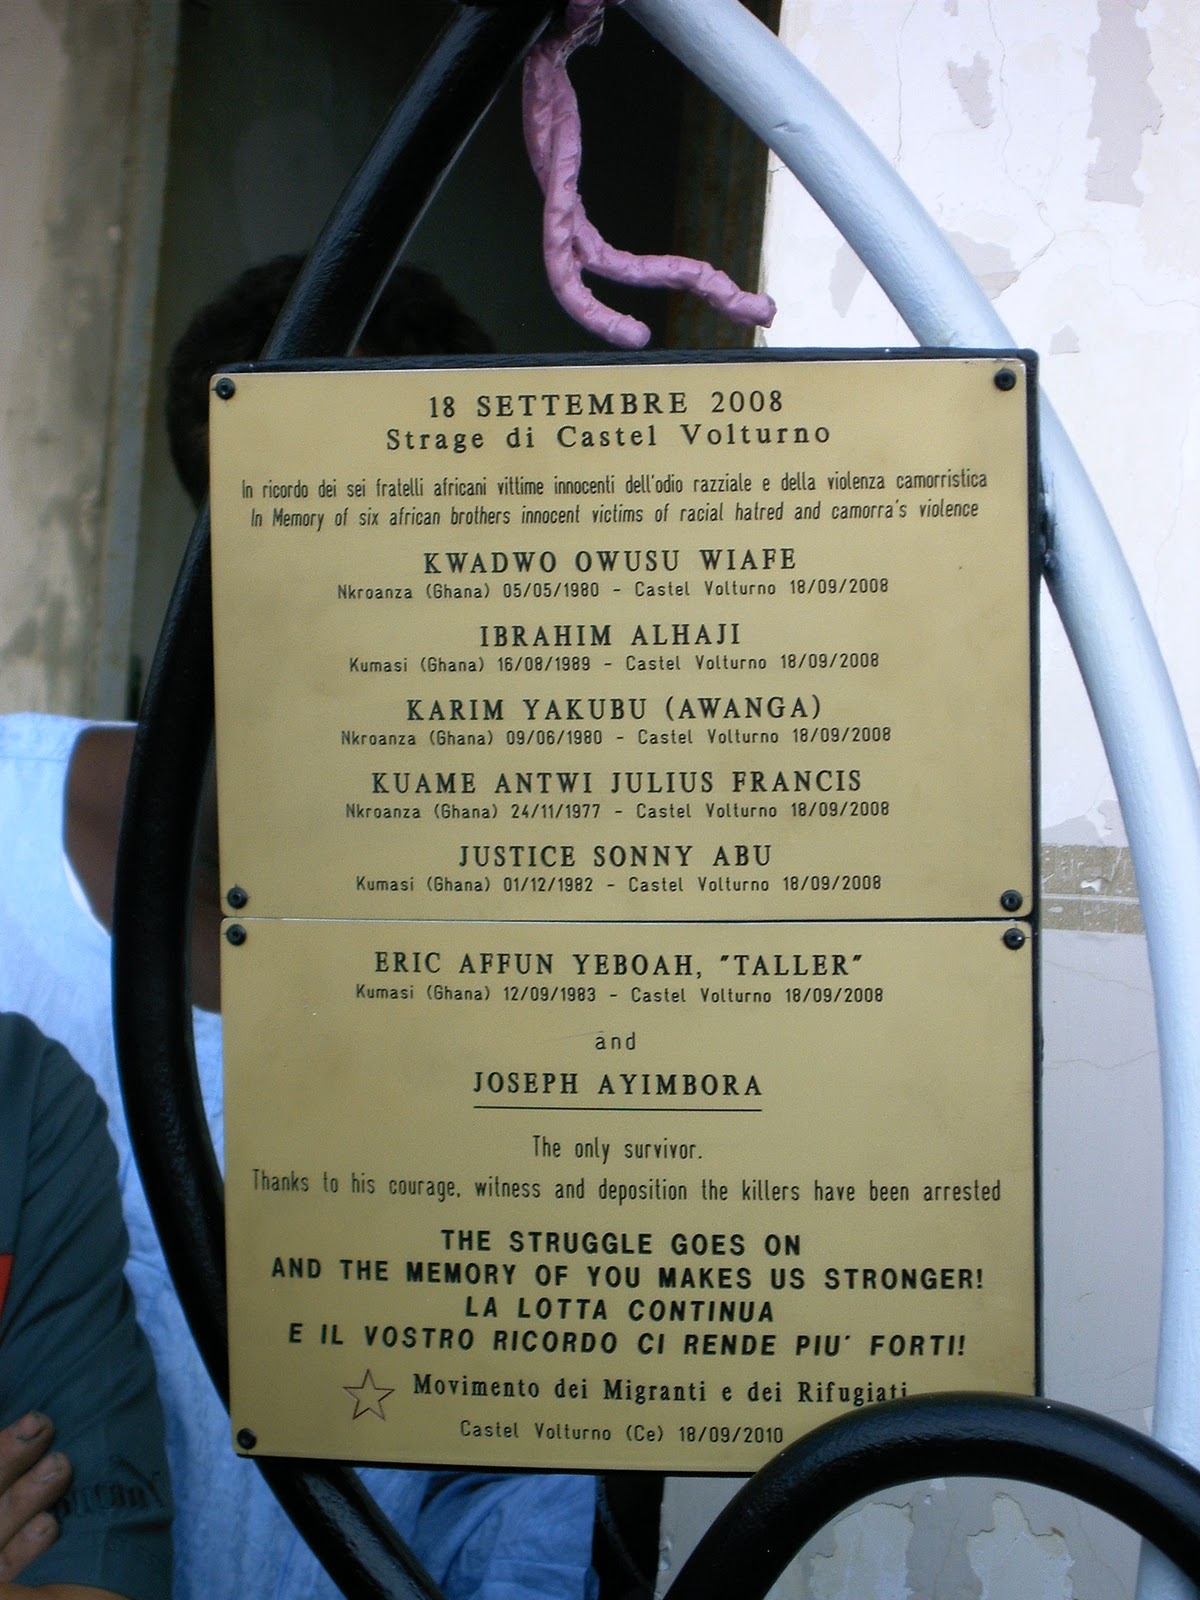 18 SETTEMBRE 2008
Strage di Castel Volturno
In ricordo dei sei fratelli africani vittime innocenti dell'odio razziale e della violenza camorristica
In Memory of six african brothers innocent victims of racial hatred and camorra's violence
KWADWO OWUSU WIAFE
Nkroanza (Ghana) 05/05/1980 - Castel Volturno 18/09/2008
IBRAHIM ALHAJI
Kumasi (Ghana) 16/08/1989 - Castel Volturno 18/09/2008
KARIM YAKUBU (AWANGA)
Nkroanza (Ghana) 09/06/1980 - Castel Volturno 18/09/2008
KUAME ANTWI JULIUS FRANCIS
Nkroanza (Ghana) 24/11/1977 - Castel Volturno 18/09/2008
JUSTICE SONNY ABU
Kumasi (Ghana) 01/12/1982 - Castel Volturno 18/09/2008
ERIC AFFUN YEBOAH, "TALLER"
Kumasi (Ghana) 12/09/1983 - Castel Volturno 18/09/2008
and
JOSEPH AYIMBORA
The only survivor.
Thanks to his courage, witness and deposition the killers have been arrested
THE STRUGGLE GOES ON
AND THE MEMORY OF YOU MAKES US STRONGER!
LA LOTTA CONTINUA
E IL VOSTRO RICORDO CI RENDE PIU' FORTI!
Movimento dei Migranti e dei Rifugiati
Castel Volturno (Ce) 18/09/2010